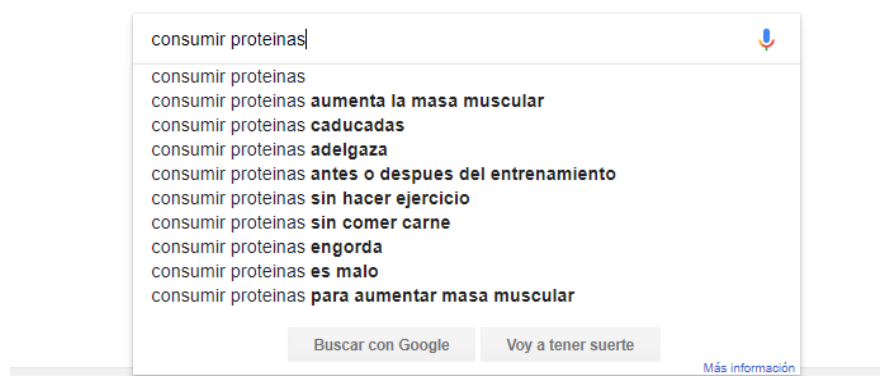 consumir proteinas
consumir proteinas
consumir proteinas aumenta la masa muscular
consumir proteinas caducadas
consumir proteinas adelgaza
consumir proteinas antes o despues del entrenamiento
consumir proteinas sin hacer ejercicio
consumir proteinas sin comer carne
consumir proteinas engorda
consumir proteinas es malo
consumir proteinas para aumentar masa muscular
Buscar con Google Voy a tener suerte
Más información